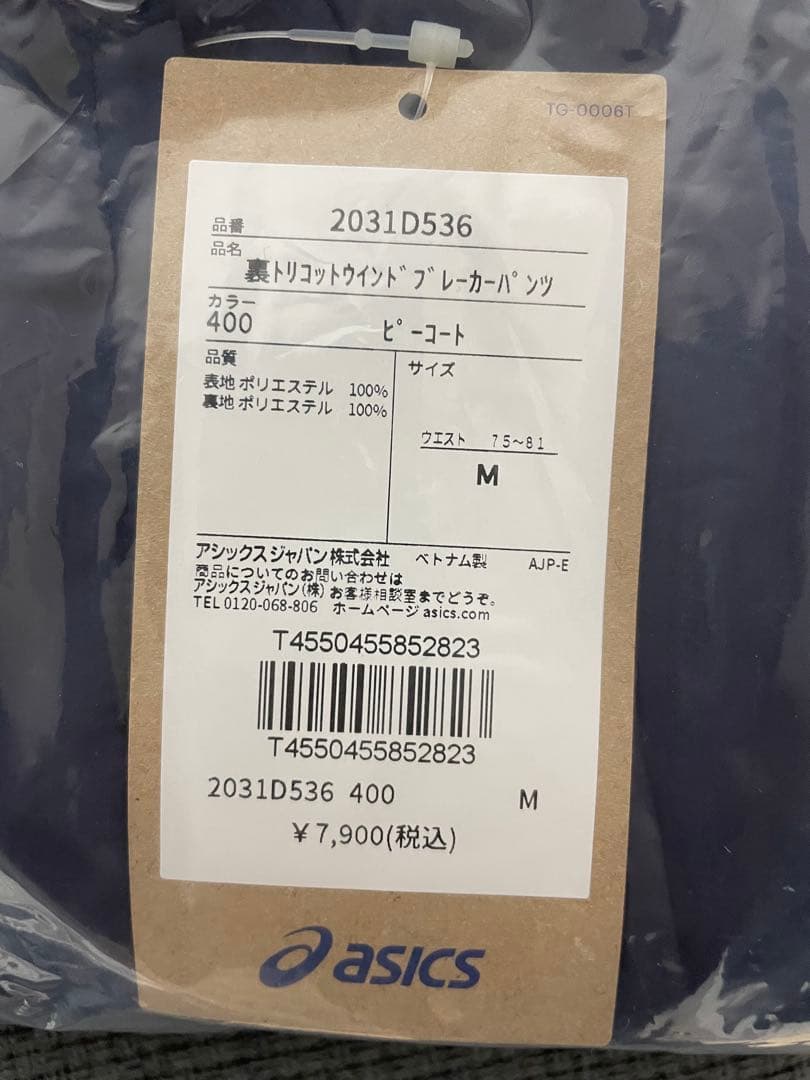 TG-0006T
品番 2031D536
品名
裏トリコットウインドブレーカーパンツ
カラー
400 ピーコート
品質
表地 ポリエステル 100%
裏地 ポリエステル 100%
サイズ
ウエスト 75~81
M
アシックスジャパン株式会社 ベトナム製 AJP-E
商品についてのお問い合わせは
アシックスジャパン(株)お客様相談室までどうぞ。
TEL 0120-068-806 ホームページ asics.com
T4550455852823
T4550455852823
2031D536 400 M
¥7,900(税込)
asics